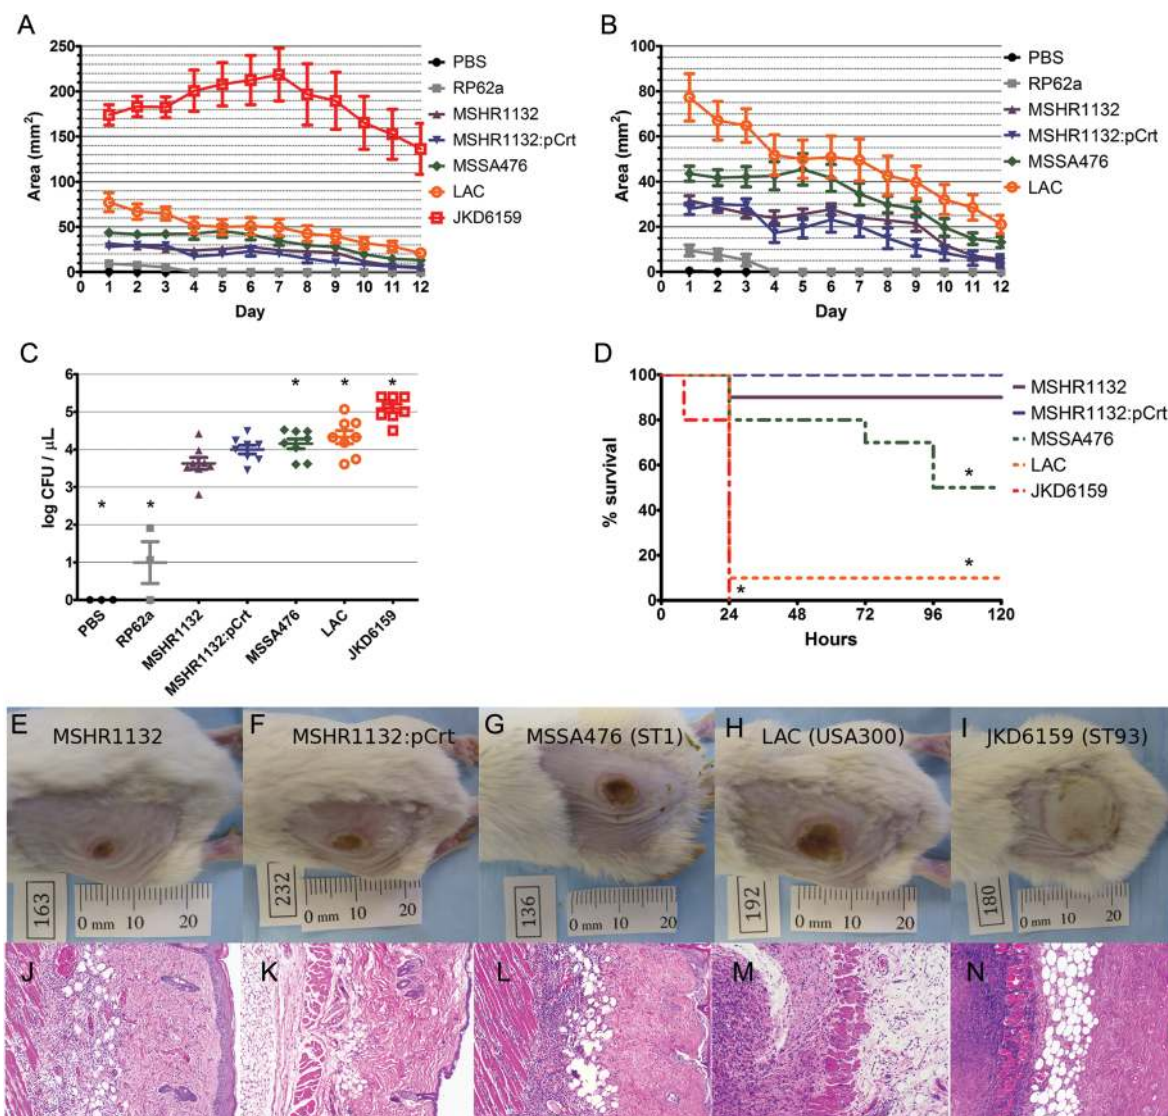 A
Area (mm²)
250
200
150
100
50
0
0 1 2 3 4 5 6 7 8 9 10 11 12
Day
PBS
RP62a
MSHR1132
MSHR1132:pCrt
MSSA476
LAC
JKD6159
B
Area (mm²)
100
80
60
40
20
0
0 1 2 3 4 5 6 7 8 9 10 11 12
Day
PBS
RP62a
MSHR1132
MSHR1132:pCrt
MSSA476
LAC
C
log CFU / μL
6
5
4
3
2
1
0
* * * * *
PBS
RP62a
MSHR1132
MSHR1132:pCrt
MSSA476
LAC
JKD6159
D
% survival
100
80
60
40
20
0
0 24 48 72 96 120
Hours
*
*
*
MSHR1132
MSHR1132:pCrt
MSSA476
LAC
JKD6159
E MSHR1132
F MSHR1132:pCrt
G MSSA476 (ST1)
H LAC (USA300)
I JKD6159 (ST93)
163
0 mm 10 20
232
0 mm 10 20
136
0 mm 10 20
192
0 mm 10 20
180
0 mm 10 20
J K L M N